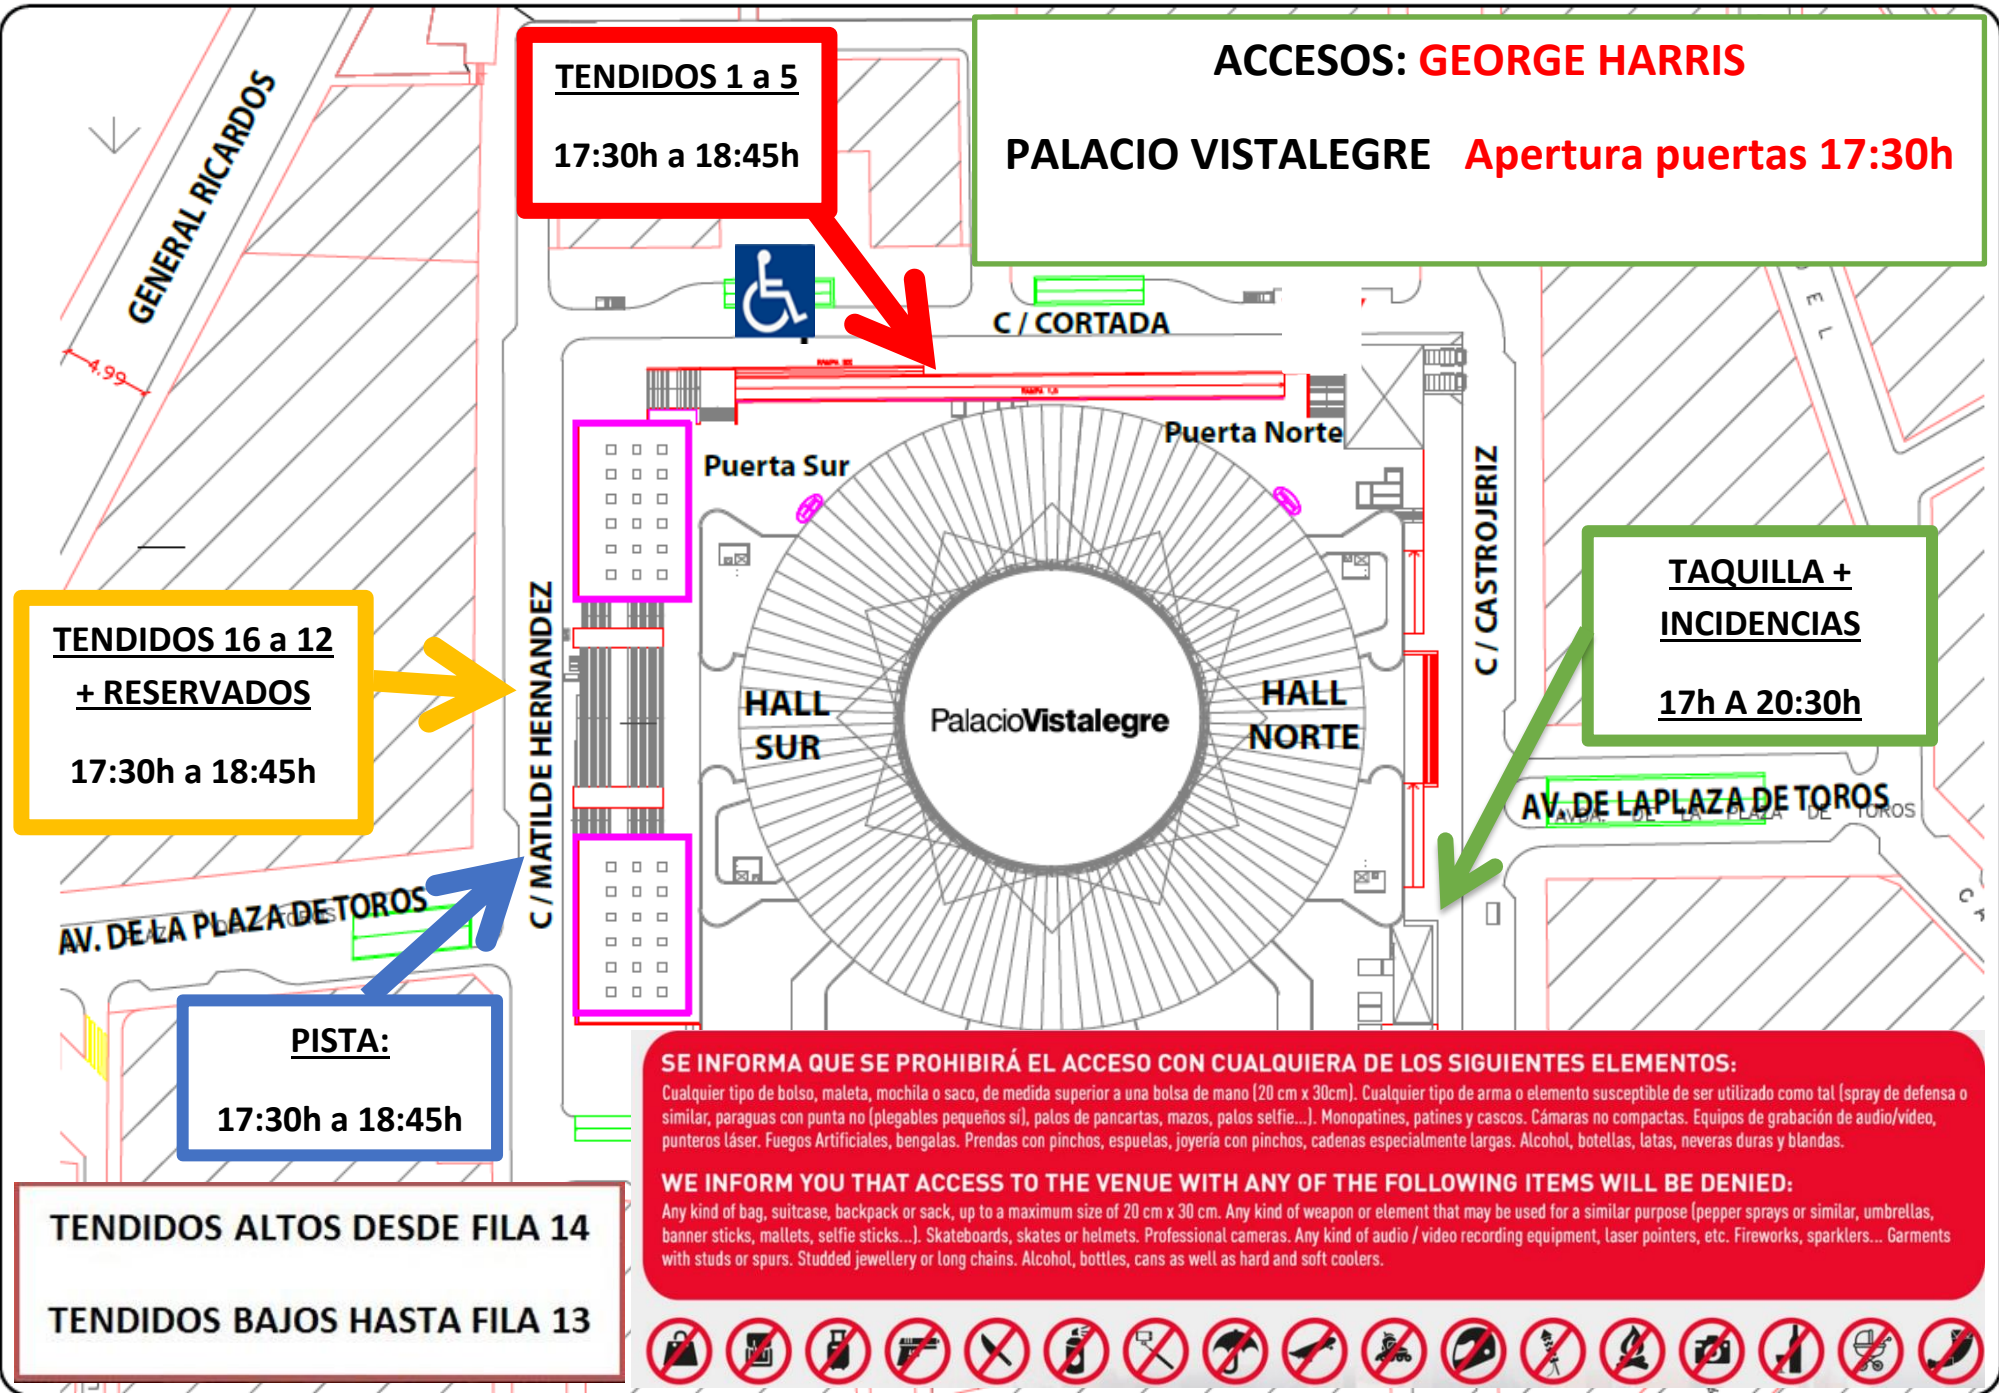 ACCESOS: GEORGE HARRIS
PALACIO VISTALEGRE Apertura puertas 17:30h
TENDIDOS 1 a 5
17:30h a 18:45h
GENERAL RICARDOS
4.99
DEL
C / CORTADA
RAMPA
RAMPA
Puerta Norte
Puerta Sur
C / CASTROJERIZ
TAQUILLA +
INCIDENCIAS
17h A 20:30h
TENDIDOS 16 a 12
+ RESERVADOS
17:30h a 18:45h
C / MATILDE HERNANDEZ
HALL
SUR
PalacioVistalegre
HALL
NORTE
AV. DE LA PLAZA DE TOROS
AVDA. DE LA PLAZA DE TOROS
AV. DE LA PLAZA DE TOROS
PISTA:
17:30h a 18:45h
TENDIDOS ALTOS DESDE FILA 14
TENDIDOS BAJOS HASTA FILA 13
SE INFORMA QUE SE PROHIBIRÁ EL ACCESO CON CUALQUIERA DE LOS SIGUIENTES ELEMENTOS:
Cualquier tipo de bolso, maleta, mochila o saco, de medida superior a una bolsa de mano (20 cm x 30cm). Cualquier tipo de arma o elemento susceptible de ser utilizado como tal (spray de defensa o
similar, paraguas con punta no (plegables pequeños sí), palos de pancartas, mazos, palos selfie...). Monopatines, patines y cascos. Cámaras no compactas. Equipos de grabación de audio/vídeo,
punteros láser. Fuegos Artificiales, bengalas. Prendas con pinchos, espuelas, joyería con pinchos, cadenas especialmente largas. Alcohol, botellas, latas, neveras duras y blandas.
WE INFORM YOU THAT ACCESS TO THE VENUE WITH ANY OF THE FOLLOWING ITEMS WILL BE DENIED:
Any kind of bag, suitcase, backpack or sack, up to a maximum size of 20 cm x 30 cm. Any kind of weapon or element that may be used for a similar purpose (pepper sprays or similar, umbrellas,
banner sticks, mallets, selfie sticks...). Skateboards, skates or helmets. Professional cameras. Any kind of audio / video recording equipment, laser pointers, etc. Fireworks, sparklers... Garments
with studs or spurs. Studded jewellery or long chains. Alcohol, bottles, cans as well as hard and soft coolers.